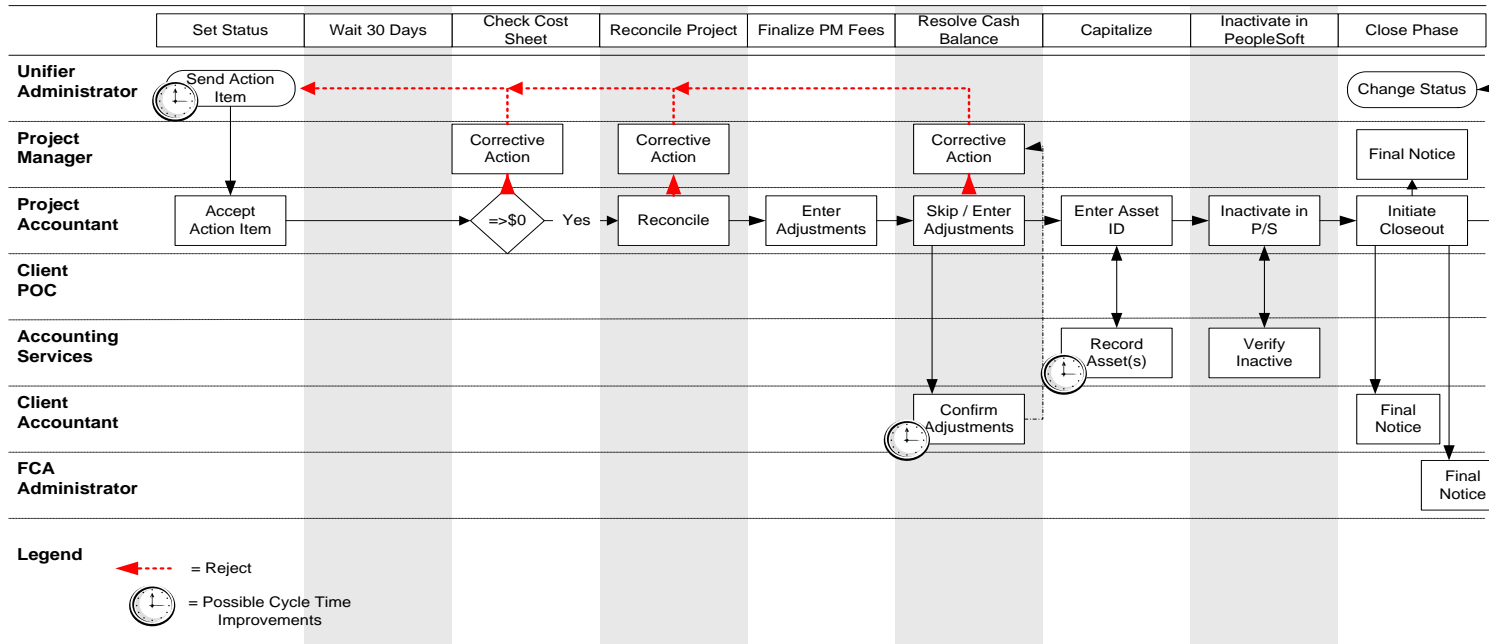 Set Status
Wait 30 Days
Check Cost
Sheet
Reconcile Project
Finalize PM Fees
Resolve Cash
Balance
Capitalize
Inactivate in
PeopleSoft
Close Phase
Unifier
Administrator
Send Action
Item
Change Status
Project
Manager
Corrective
Action
Corrective
Action
Corrective
Action
Final Notice
Project
Accountant
Accept
Action Item
=>$0
Yes
Reconcile
Enter
Adjustments
Skip / Enter
Adjustments
Enter Asset
ID
Inactivate in
P/S
Initiate
Closeout
Client
POC
Accounting
Services
Record
Asset(s)
Verify
Inactive
Client
Accountant
Confirm
Adjustments
Final
Notice
FCA
Administrator
Final
Notice
Legend
= Reject
= Possible Cycle Time
Improvements